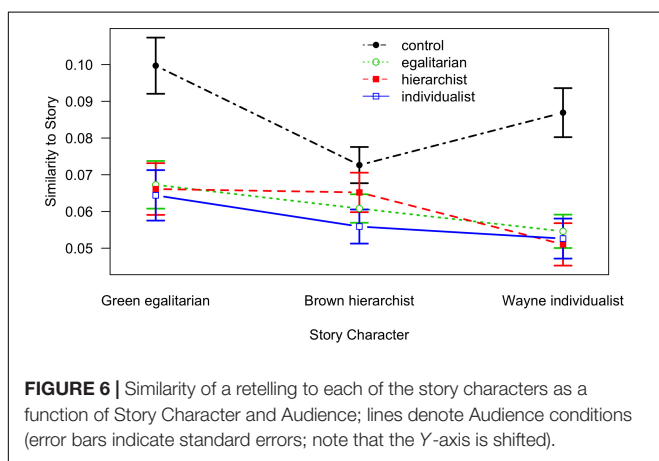 control
egalitarian
hierarchist
individualist
0.10
0.09
0.08
0.07
0.06
0.05
Similarity to Story
Green egalitarian
Brown hierarchist
Wayne individualist
Story Character
FIGURE 6 | Similarity of a retelling to each of the story characters as a
function of Story Character and Audience; lines denote Audience conditions
(error bars indicate standard errors; note that the Y-axis is shifted).